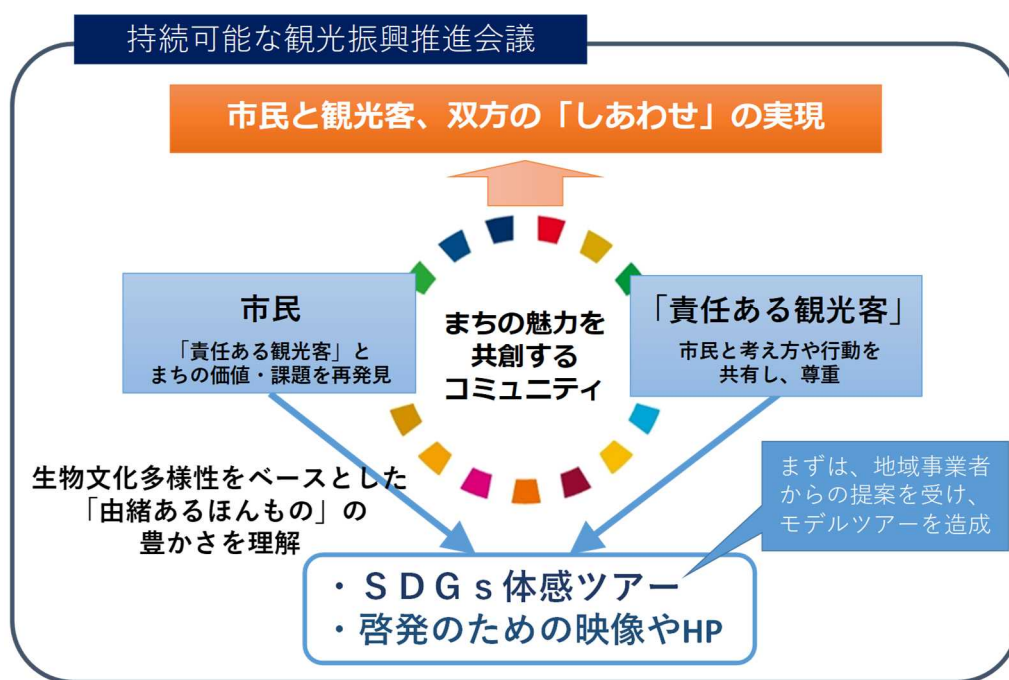 持続可能な観光振興推進会議
市民と観光客、双方の「しあわせ」の実現
市民
「責任ある観光客」と
まちの価値・課題を再発見
まちの魅力を
共創する
コミュニティ
「責任ある観光客」
市民と考え方や行動を
共有し、尊重
生物文化多様性をベースとした
「由緒あるほんもの」の
豊かさを理解
まずは、地域事業者
からの提案を受け、
モデルツアーを造成
・ＳＤＧｓ体感ツアー
・啓発のための映像やHP